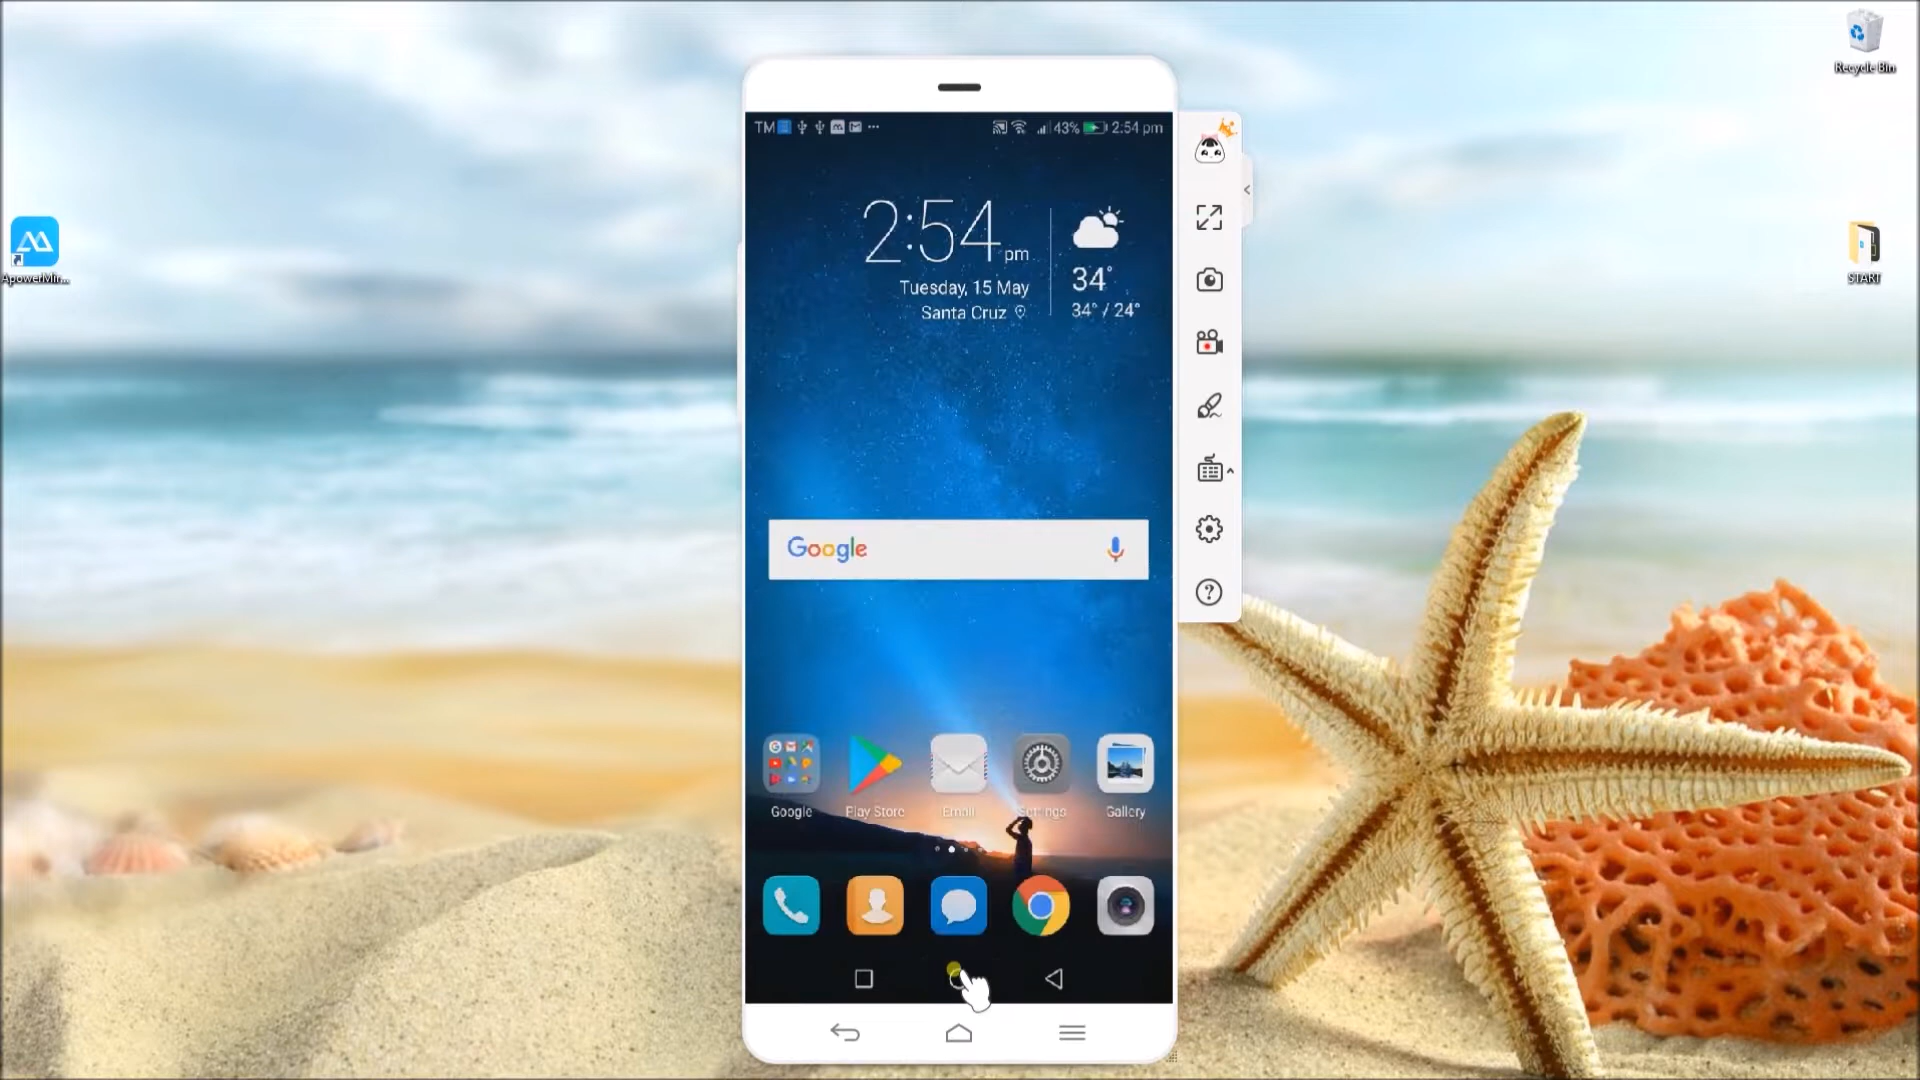 Recycle Bin
TM
43%
2:54 pm
2:54 pm
Tuesday, 15 May
Santa Cruz
34°
34° / 24°
ApowerMir...
START
Google
Google
Play Store
Email
Settings
Gallery